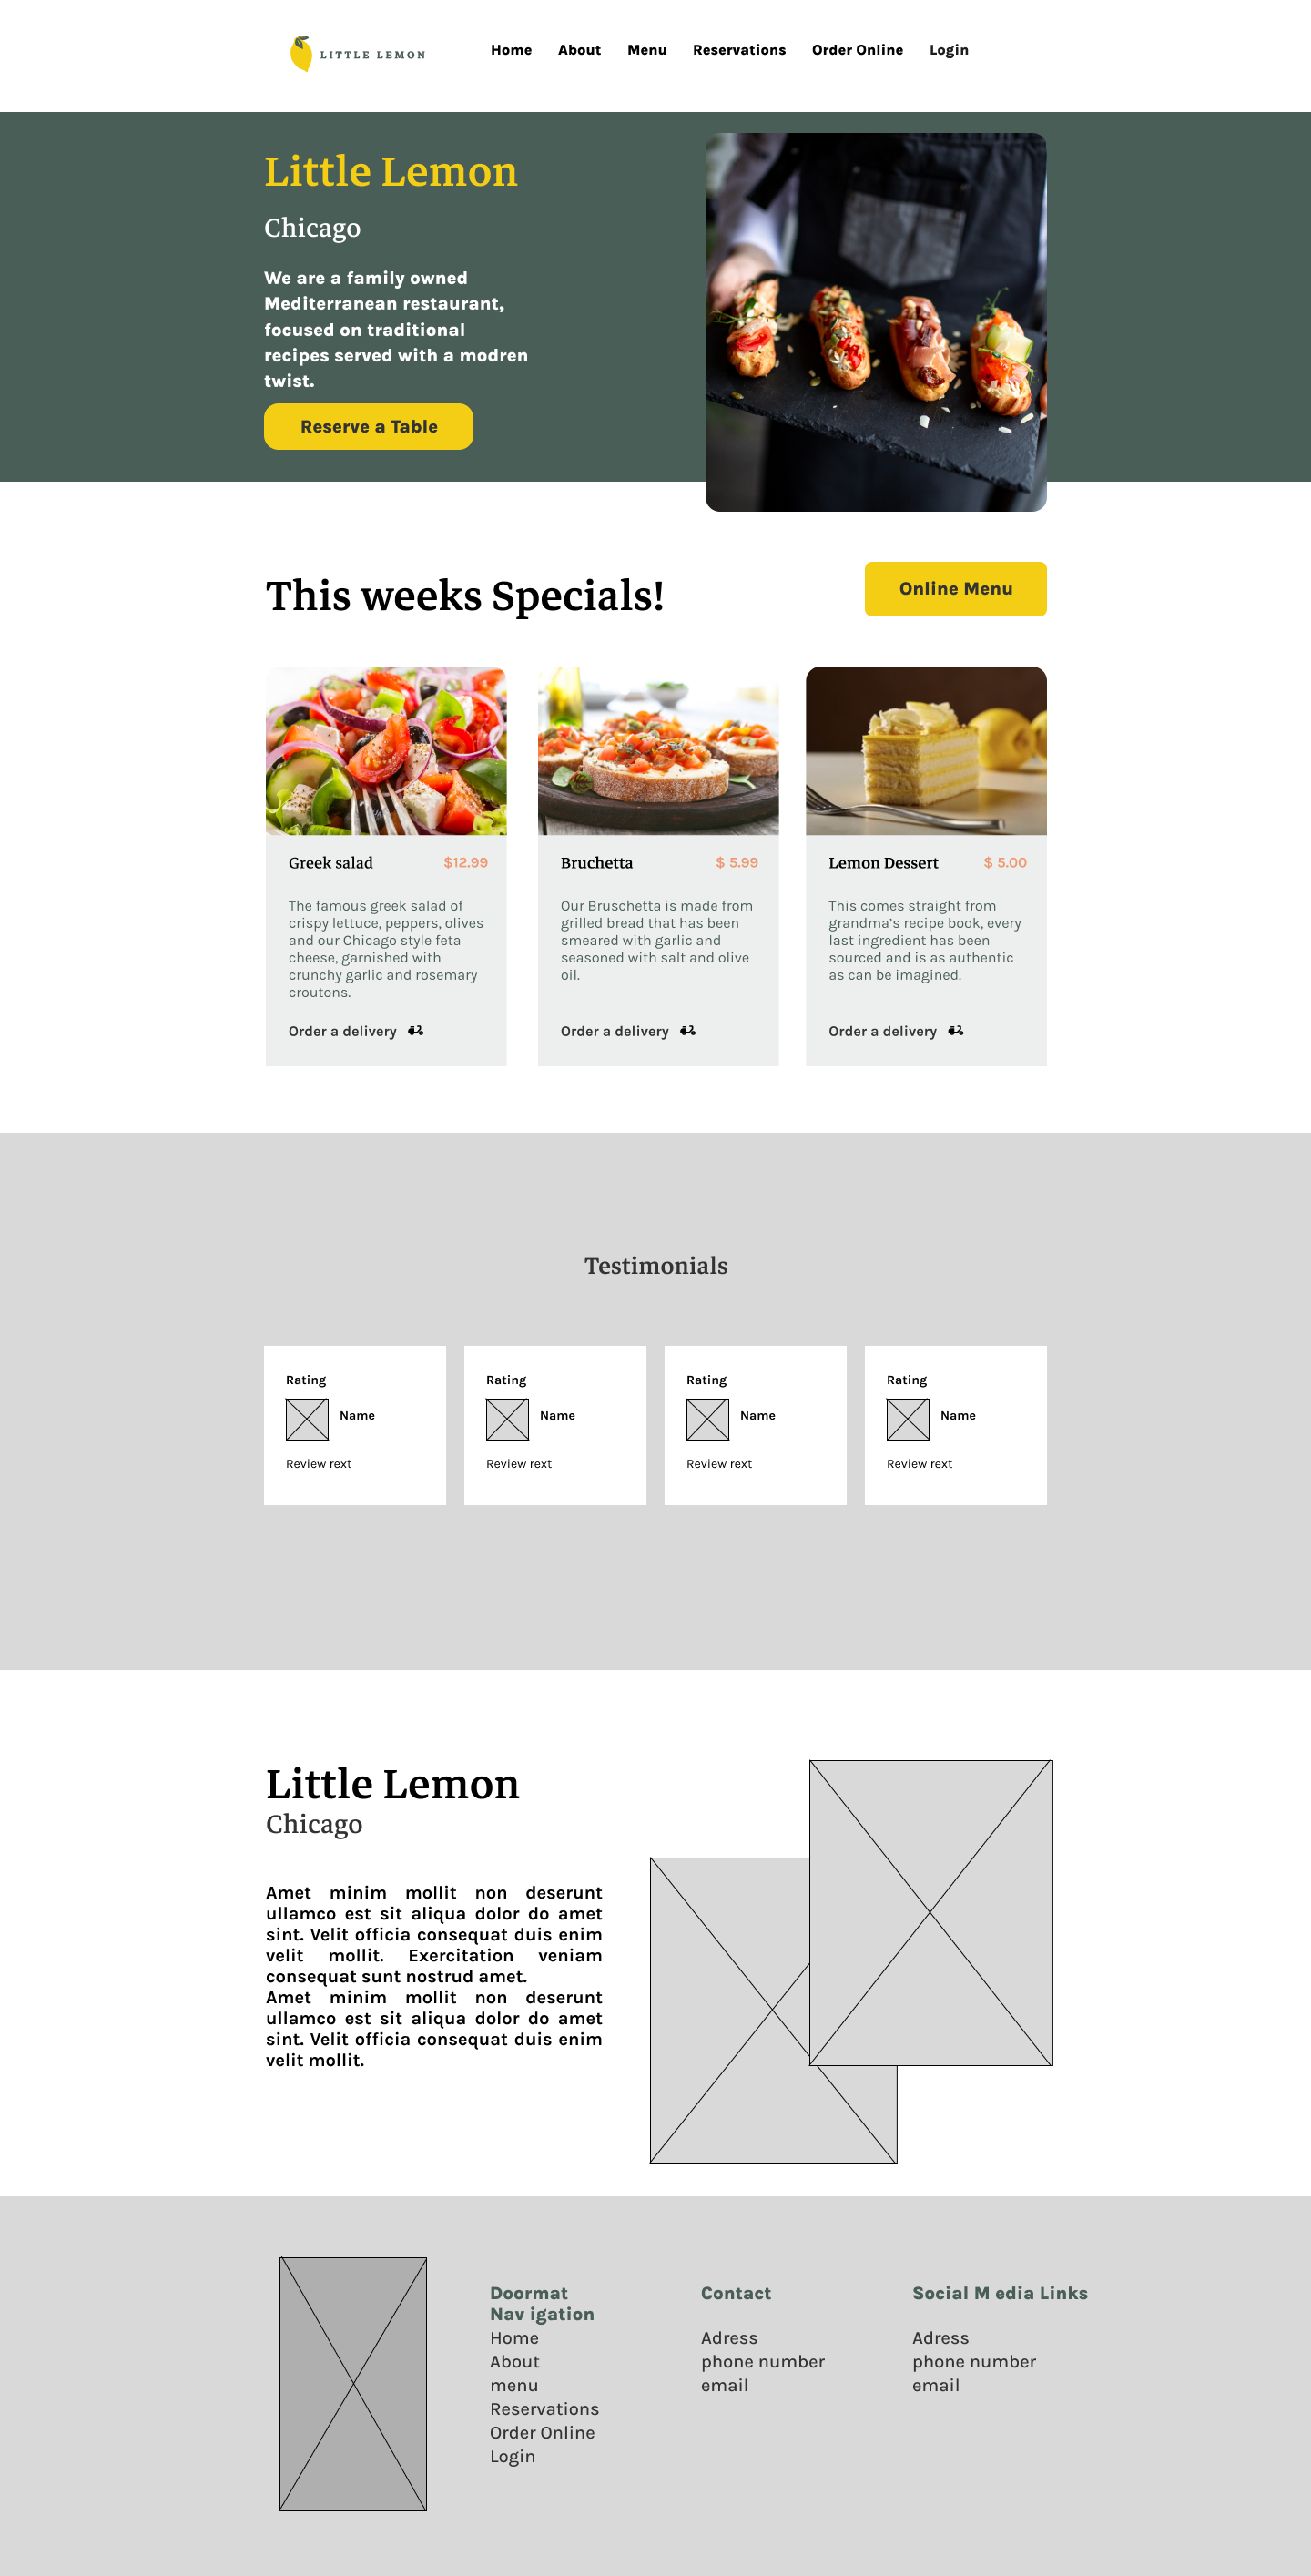 LITTLE LEMON
Home About Menu Reservations Order Online Login
Little Lemon
Chicago
We are a family owned
Mediterranean restaurant,
focused on traditional
recipes served with a modren
twist.
Reserve a Table
This weeks Specials!
Online Menu
Greek salad $12.99
The famous greek salad of
crispy lettuce, peppers, olives
and our Chicago style feta
cheese, garnished with
crunchy garlic and rosemary
croutons.
Order a delivery
Bruchetta $ 5.99
Our Bruschetta is made from
grilled bread that has been
smeared with garlic and
seasoned with salt and olive
oil.
Order a delivery
Lemon Dessert $ 5.00
This comes straight from
grandma’s recipe book, every
last ingredient has been
sourced and is as authentic
as can be imagined.
Order a delivery
Testimonials
Rating
Name
Review rext
Rating
Name
Review rext
Rating
Name
Review rext
Rating
Name
Review rext
Little Lemon
Chicago
Amet minim mollit non deserunt
ullamco est sit aliqua dolor do amet
sint. Velit officia consequat duis enim
velit mollit. Exercitation veniam
consequat sunt nostrud amet.
Amet minim mollit non deserunt
ullamco est sit aliqua dolor do amet
sint. Velit officia consequat duis enim
velit mollit.
Doormat
Nav igation
Home
About
menu
Reservations
Order Online
Login
Contact
Adress
phone number
email
Social M edia Links
Adress
phone number
email